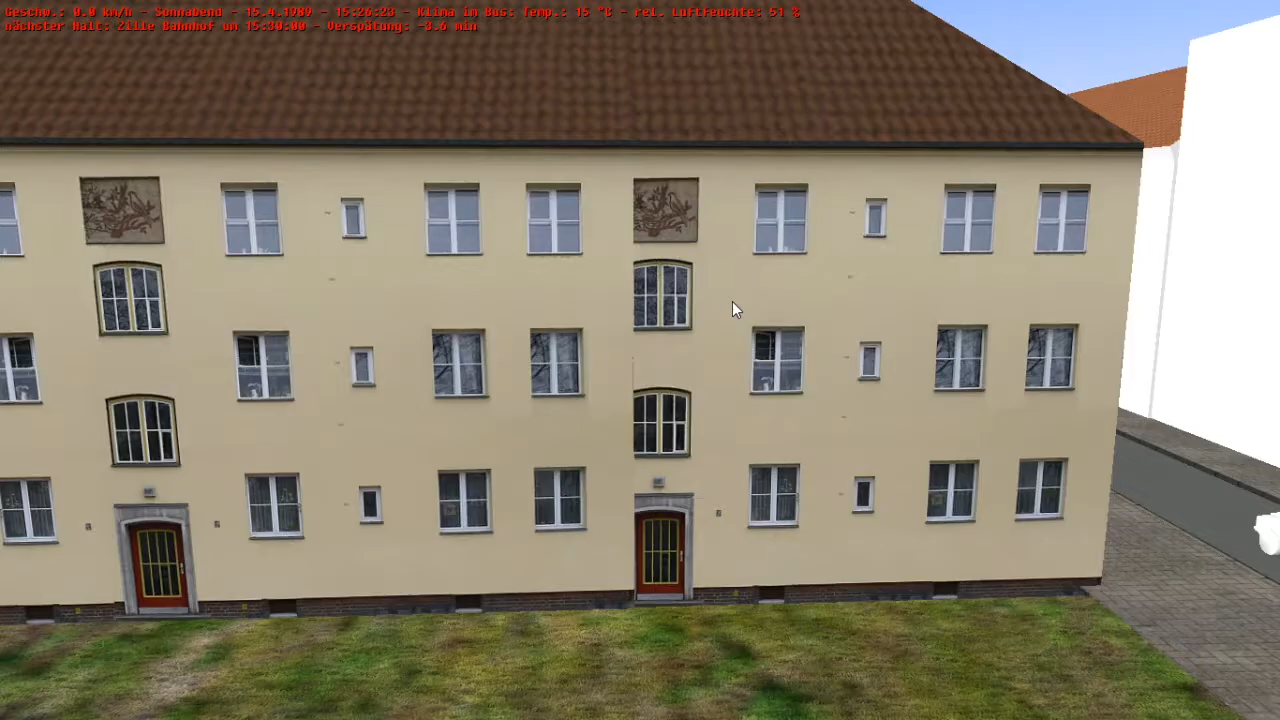 Geschw.: 0.0 km/h - Sonnabend - 15.4.1989 - 15:26:23 - Klima im Bus: Temp.: 15 °C - rel. Luftfeuchte: 51 %
nächster Halt: Zille Bahnhof um 15:30:00 - Verspätung: -3.6 min